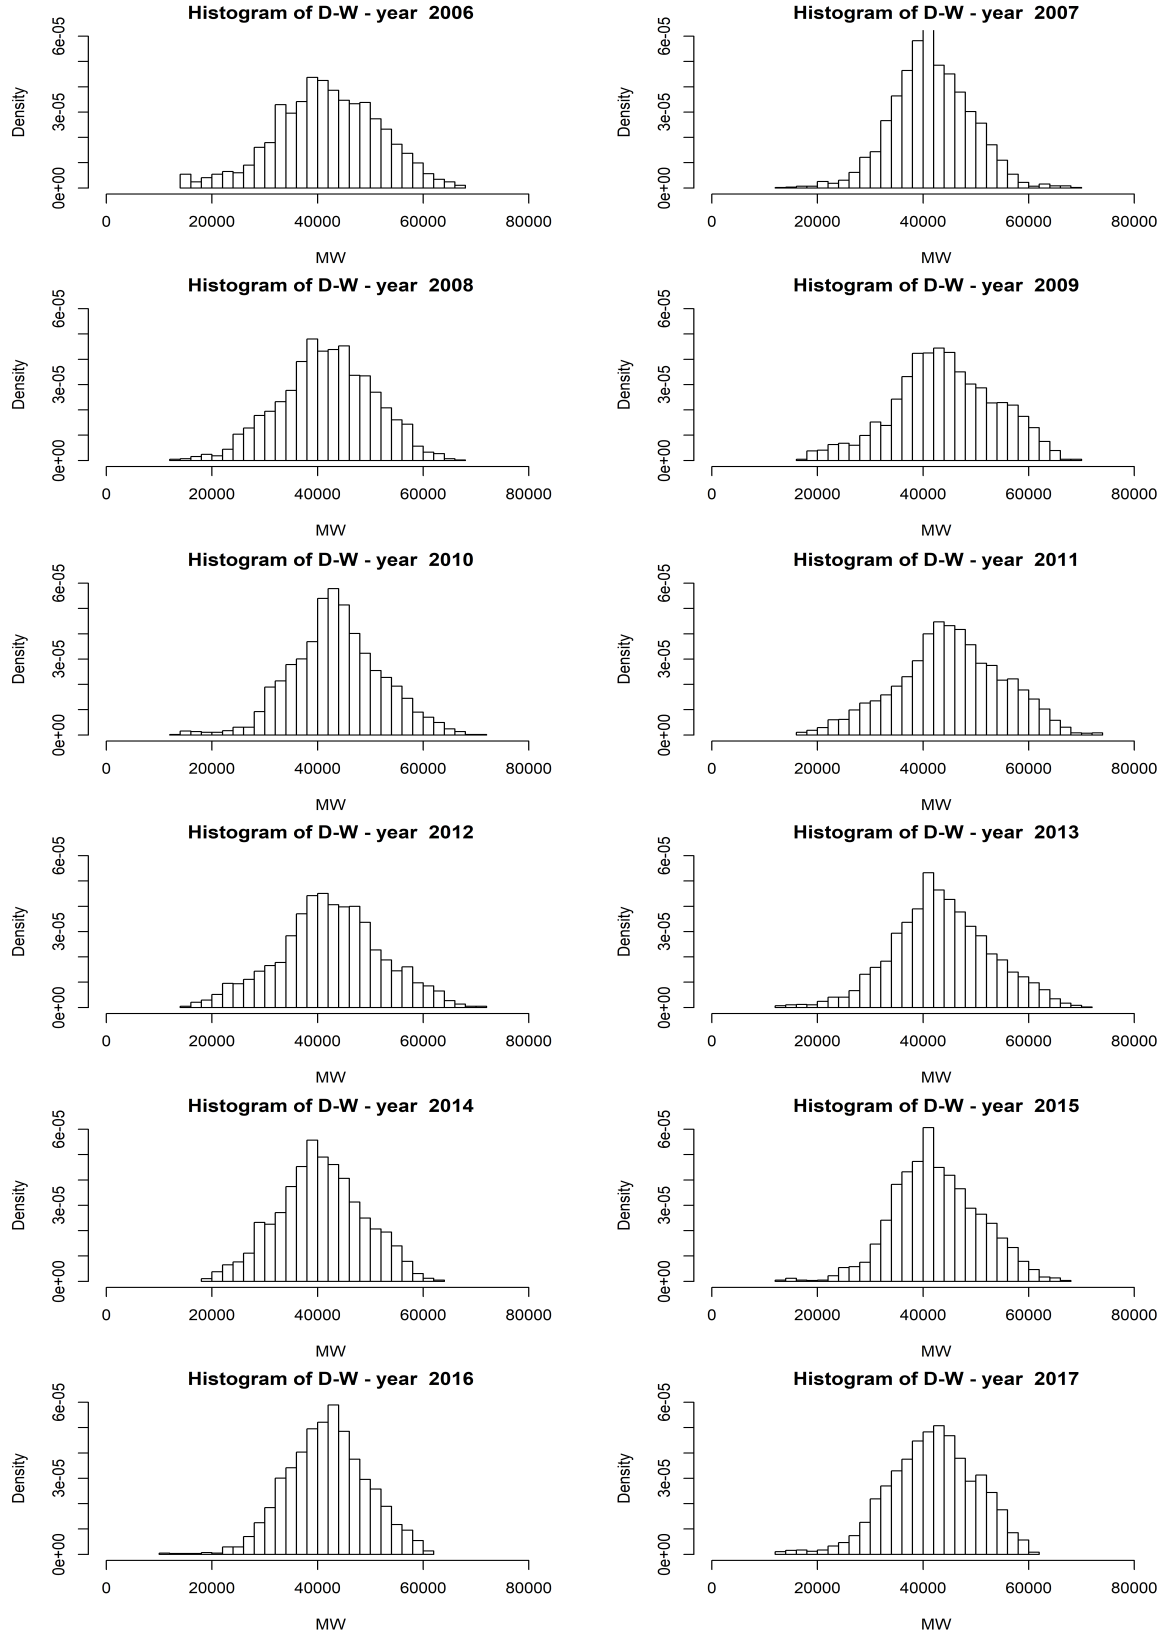 Histogram of D-W - year 2006
Density
0e+00 3e-05 6e-05
0 20000 40000 60000 80000
MW
Histogram of D-W - year 2007
Density
0e+00 3e-05 6e-05
0 20000 40000 60000 80000
MW
Histogram of D-W - year 2008
Density
0e+00 3e-05 6e-05
0 20000 40000 60000 80000
MW
Histogram of D-W - year 2009
Density
0e+00 3e-05 6e-05
0 20000 40000 60000 80000
MW
Histogram of D-W - year 2010
Density
0e+00 3e-05 6e-05
0 20000 40000 60000 80000
MW
Histogram of D-W - year 2011
Density
0e+00 3e-05 6e-05
0 20000 40000 60000 80000
MW
Histogram of D-W - year 2012
Density
0e+00 3e-05 6e-05
0 20000 40000 60000 80000
MW
Histogram of D-W - year 2013
Density
0e+00 3e-05 6e-05
0 20000 40000 60000 80000
MW
Histogram of D-W - year 2014
Density
0e+00 3e-05 6e-05
0 20000 40000 60000 80000
MW
Histogram of D-W - year 2015
Density
0e+00 3e-05 6e-05
0 20000 40000 60000 80000
MW
Histogram of D-W - year 2016
Density
0e+00 3e-05 6e-05
0 20000 40000 60000 80000
MW
Histogram of D-W - year 2017
Density
0e+00 3e-05 6e-05
0 20000 40000 60000 80000
MW